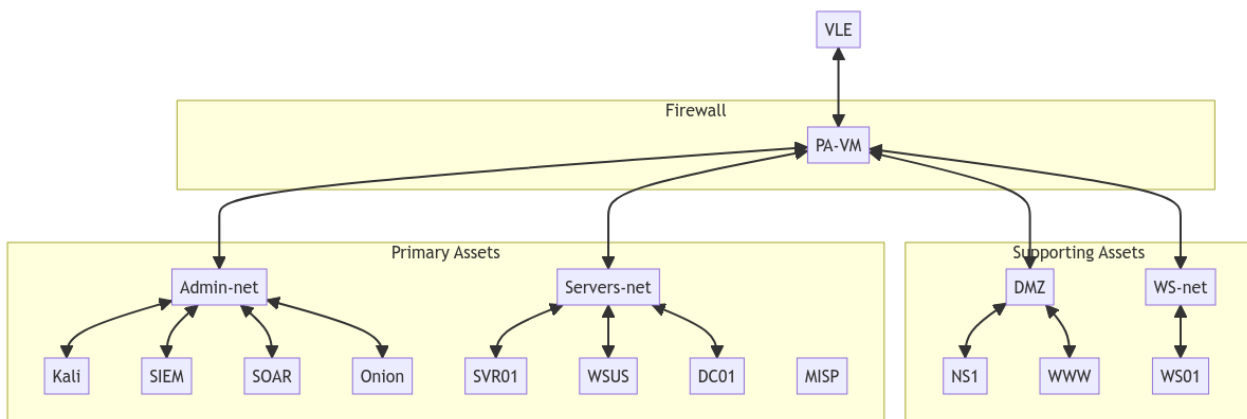 VLE
Firewall
PA-VM
Primary Assets
Supporting Assets
Admin-net
Servers-net
DMZ
WS-net
Kali
SIEM
SOAR
Onion
SVR01
WSUS
DC01
MISP
NS1
WWW
WS01